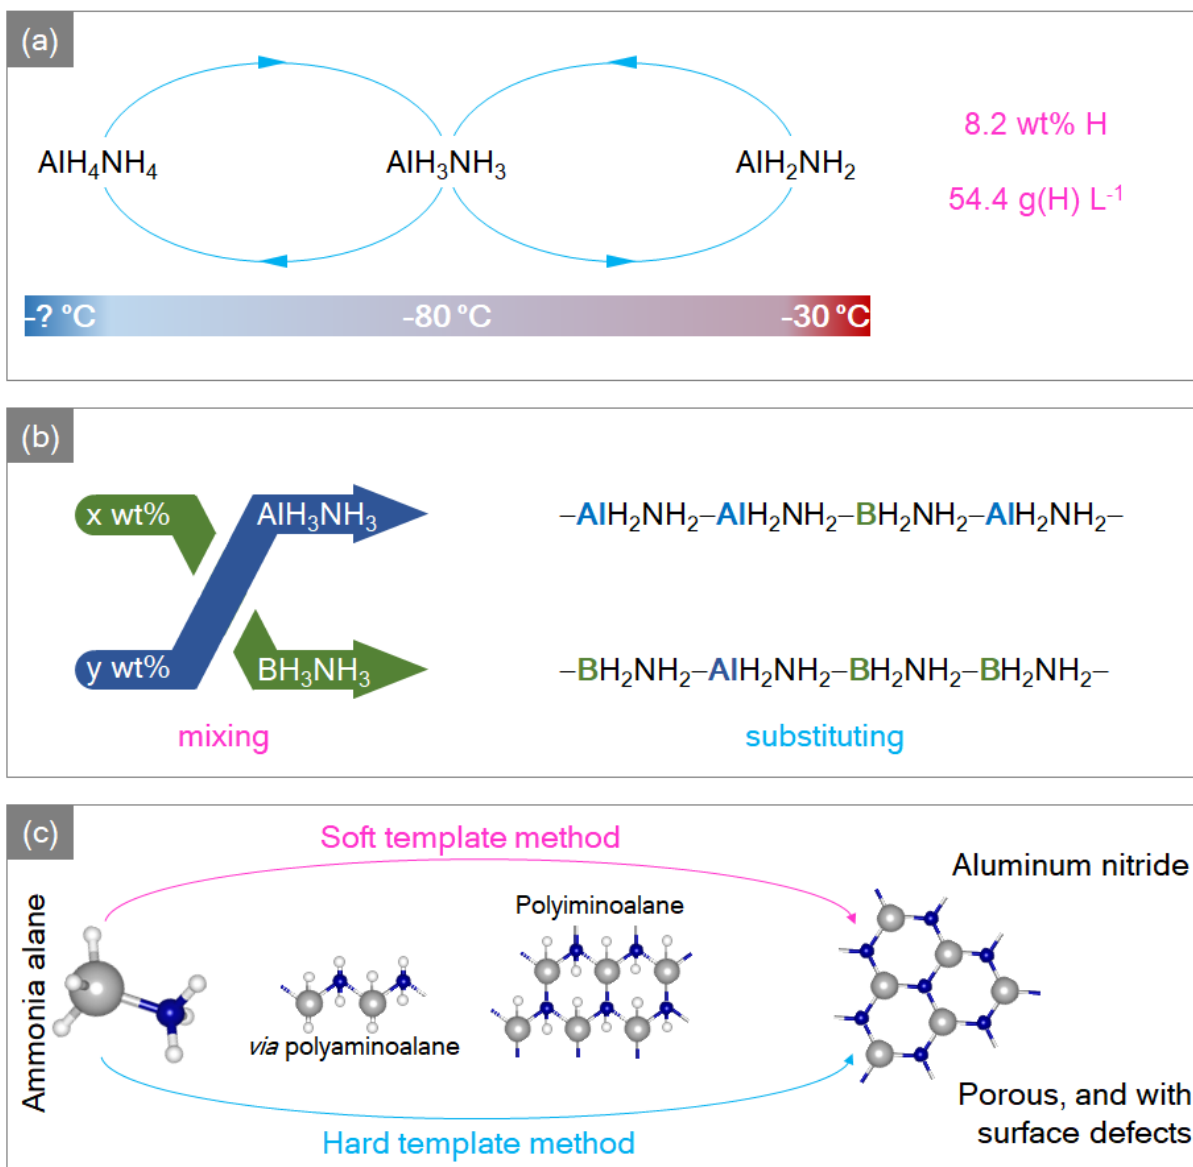 (a)
AlH₄NH₄ AlH₃NH₃ AlH₂NH₂
8.2 wt% H
54.4 g(H) L⁻¹
–? °C –80 °C –30 °C
(b)
x wt% AlH₃NH₃
–AlH₂NH₂–AlH₂NH₂–BH₂NH₂–AlH₂NH₂–
y wt% BH₃NH₃
–BH₂NH₂–AlH₂NH₂–BH₂NH₂–BH₂NH₂–
mixing
substituting
(c)
Soft template method
Ammonia alane
via polyaminoalane
Polyiminoalane
Aluminum nitride
Hard template method
Porous, and with
surface defects